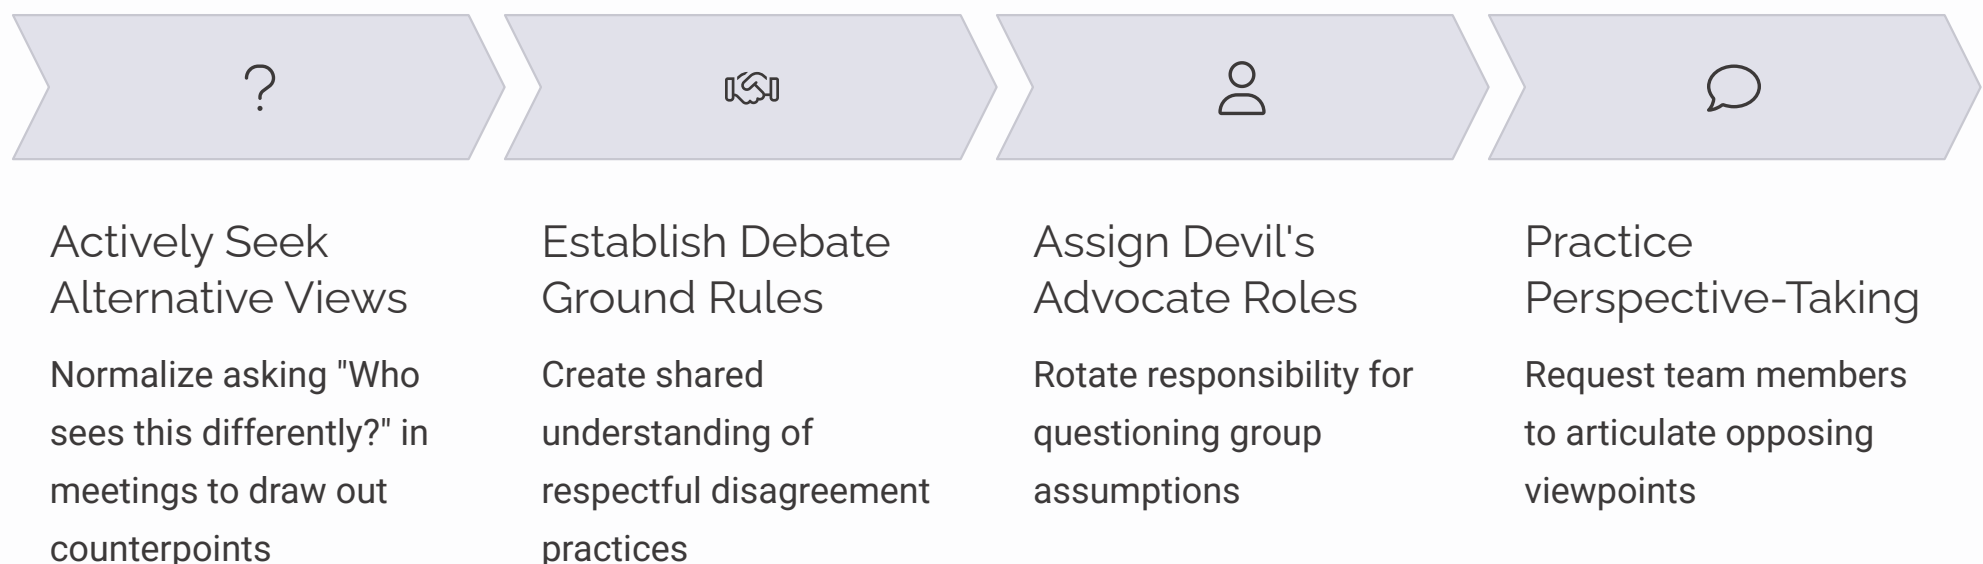 Actively Seek
Alternative Views
Normalize asking "Who
sees this differently?" in
meetings to draw out
counterpoints
Establish Debate
Ground Rules
Create shared
understanding of
respectful disagreement
practices
Assign Devil's
Advocate Roles
Rotate responsibility for
questioning group
assumptions
Practice
Perspective-Taking
Request team members
to articulate opposing
viewpoints